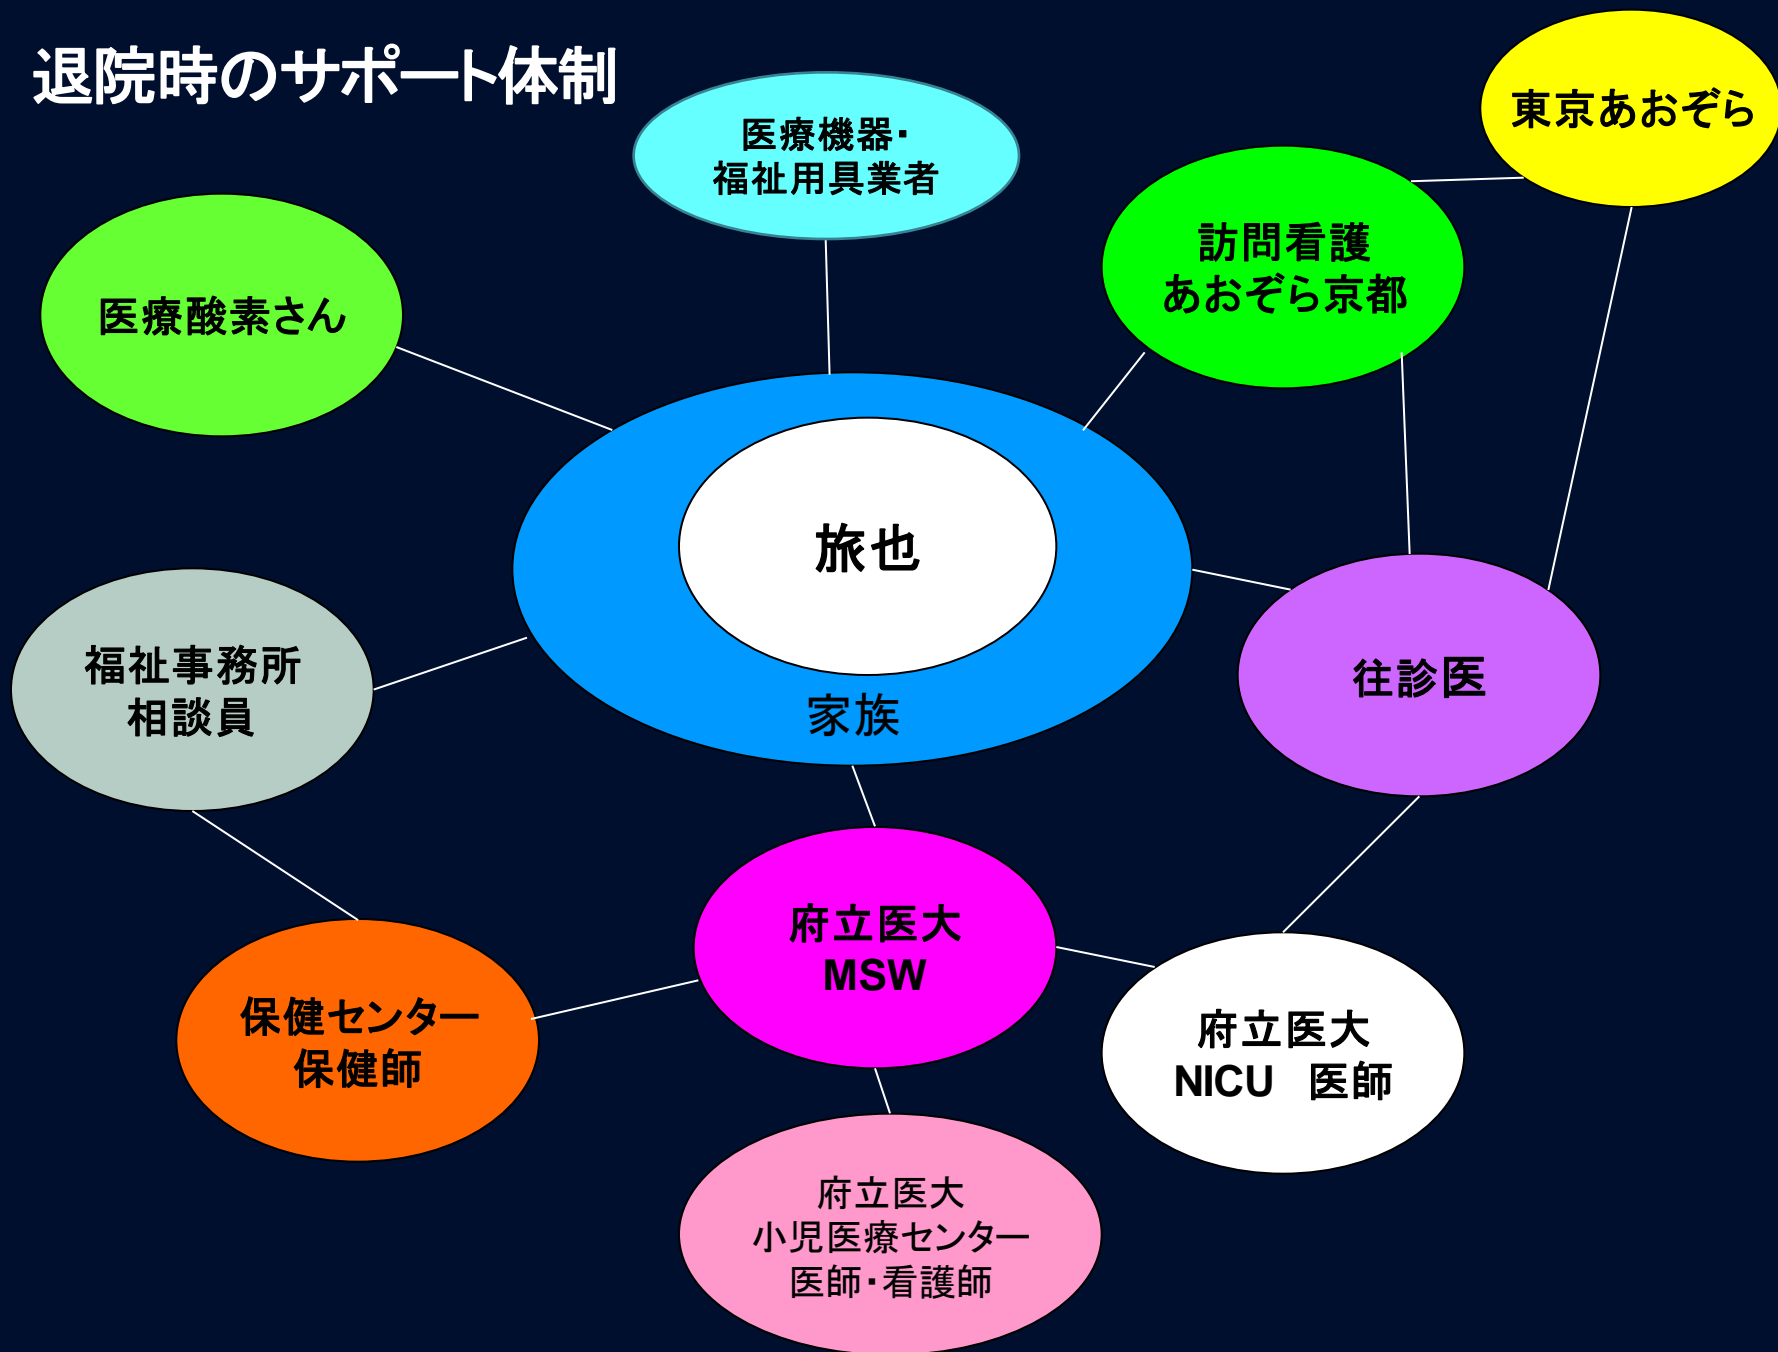 退院時のサポート体制
東京あおぞら
医療機器・
福祉用具業者
訪問看護
あおぞら京都
医療酸素さん
旅也
家族
福祉事務所
相談員
往診医
府立医大
MSW
保健センター
保健師
府立医大
NICU　医師
府立医大
小児医療センター
医師・看護師